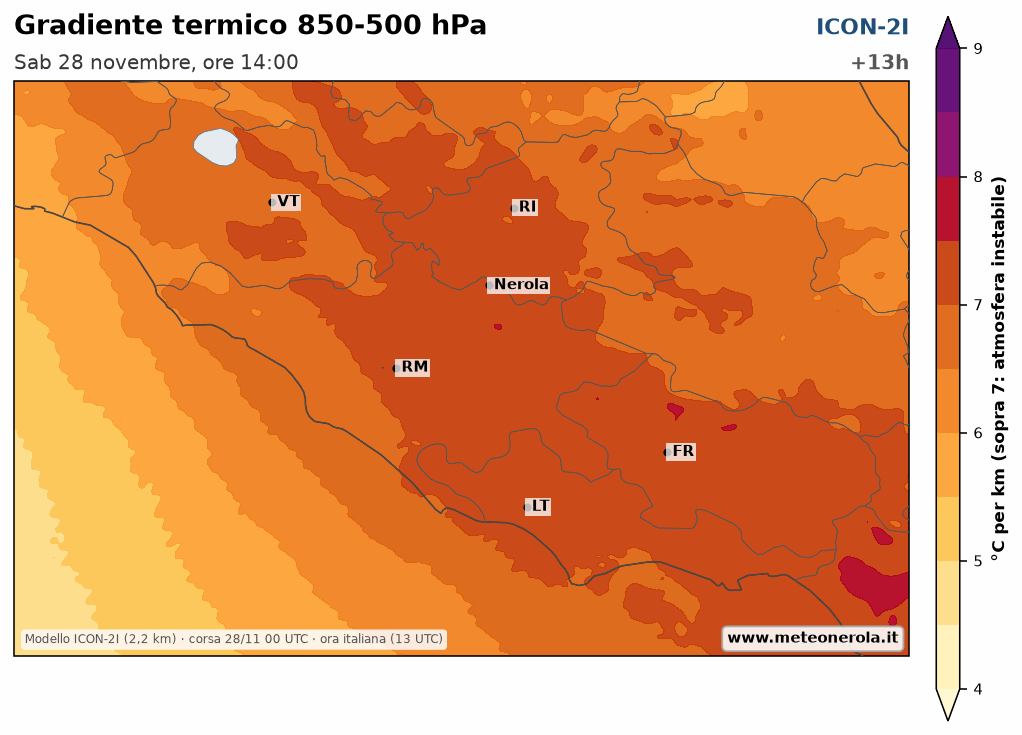 Gradiente termico 850-500 hPa
ICON-2I
Sab 28 novembre, ore 14:00
+13h
9
8
7
6
5
4
°C per km (sopra 7: atmosfera instabile)
VT
RI
Nerola
RM
FR
LT
Modello ICON-2I (2,2 km) · corsa 28/11 00 UTC · ora italiana (13 UTC)
www.meteonerola.it